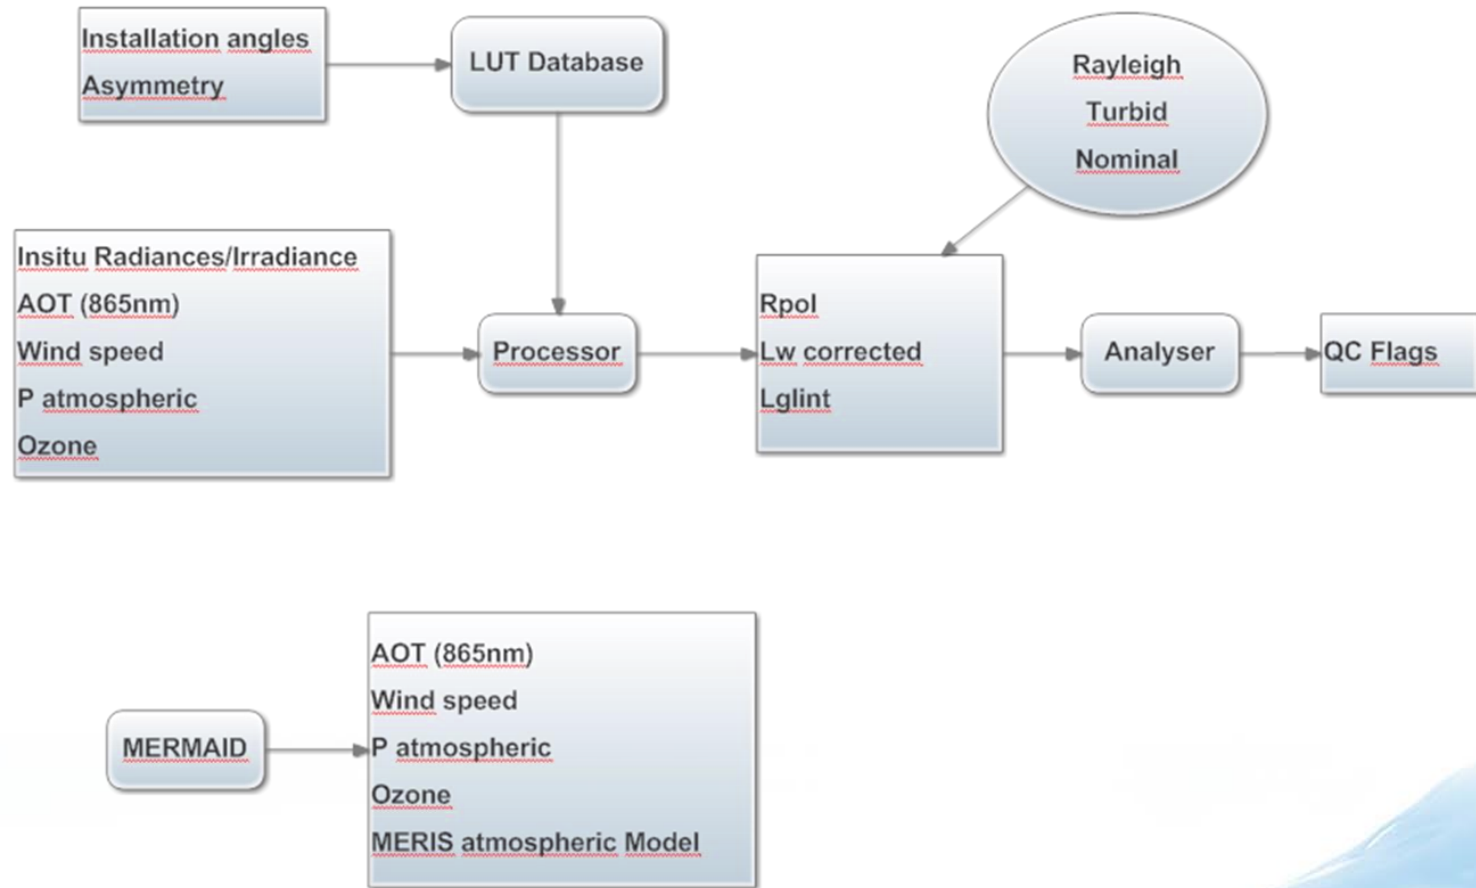 Installation angles
Asymmetry
LUT Database
Rayleigh
Turbid
Nominal
Insitu Radiances/Irradiance
AOT (865nm)
Wind speed
P atmospheric
Ozone
Processor
Rpol
Lw corrected
Lglint
Analyser
QC Flags
MERMAID
AOT (865nm)
Wind speed
P atmospheric
Ozone
MERIS atmospheric Model